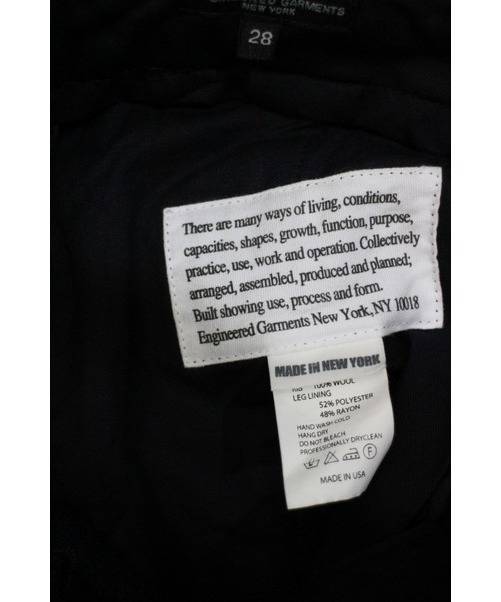 GARMENTS
NEW YORK
28
There are many ways of living, conditions,
capacities, shapes, growth, function, purpose,
practice, use, work and operation. Collectively
arranged, assembled, produced and planned;
Built showing use, process and form.
Engineered Garments New York, NY 10018
MADE IN NEW YORK
100% WOOL
LEG LINING
52% POLYESTER
48% RAYON
HAND WASH COLD
HANG DRY
DO NOT BLEACH
PROFESSIONALLY DRYCLEAN
F
MADE IN USA